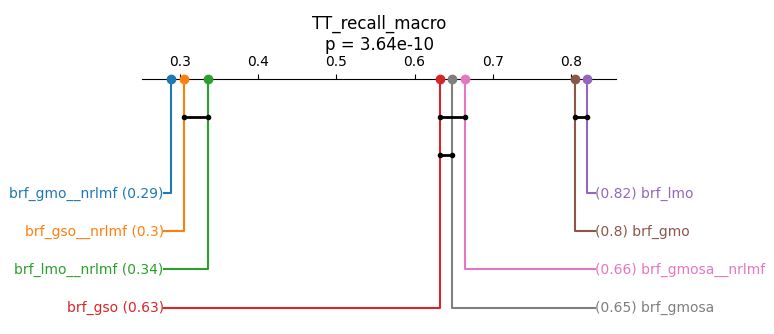 TT_recall_macro
p = 3.64e-10
0.3 0.4 0.5 0.6 0.7 0.8
brf_gmo__nrlmf (0.29) (0.82) brf_lmo
brf_gso__nrlmf (0.3) (0.8) brf_gmo
brf_lmo__nrlmf (0.34) (0.66) brf_gmosa__nrlmf
brf_gso (0.63) (0.65) brf_gmosa